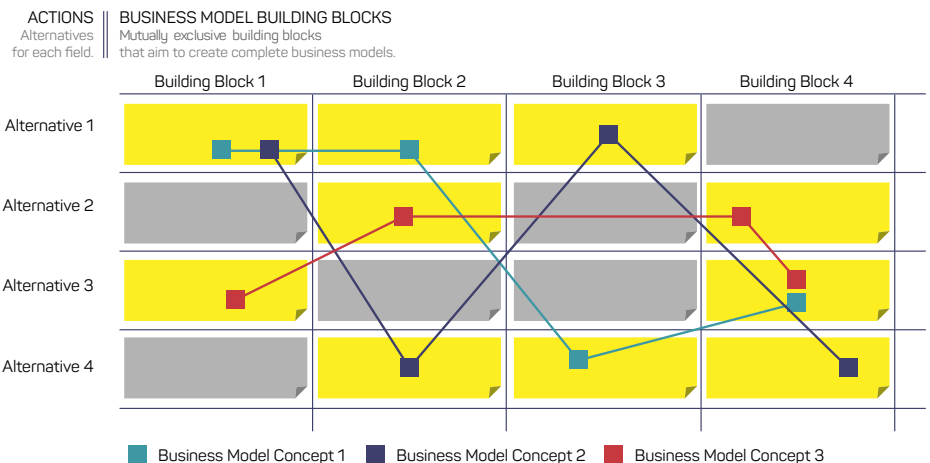 ACTIONS
Alternatives
for each field.
BUSINESS MODEL BUILDING BLOCKS
Mutually exclusive building blocks
that aim to create complete business models.
Building Block 1
Building Block 2
Building Block 3
Building Block 4
Alternative 1
Alternative 2
Alternative 3
Alternative 4
Business Model Concept 1
Business Model Concept 2
Business Model Concept 3